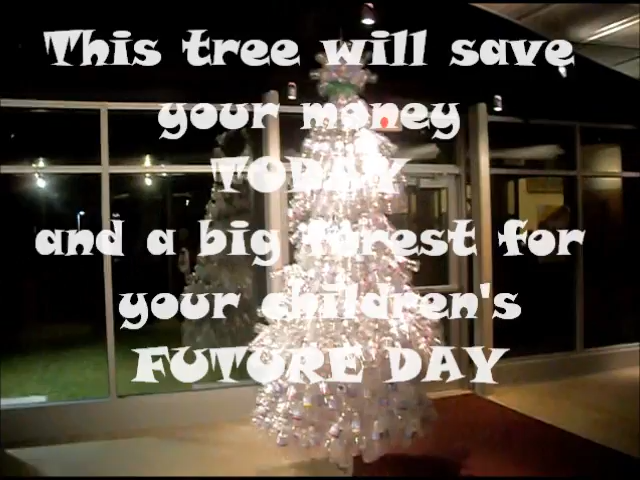 This tree will save
your money
TODAY
and a big forest for
your children's
FUTURE DAY